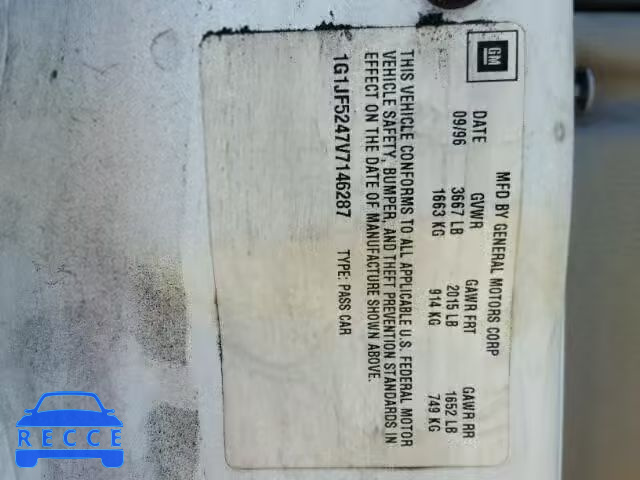 GM
MFD BY GENERAL MOTORS CORP
DATE GVWR GAWR FRT GAWR RR
09/96 3667 LB 2015 LB 1652 LB
1663 KG 914 KG 749 KG
THIS VEHICLE CONFORMS TO ALL APPLICABLE U.S. FEDERAL MOTOR
VEHICLE SAFETY, BUMPER, AND THEFT PREVENTION STANDARDS IN
EFFECT ON THE DATE OF MANUFACTURE SHOWN ABOVE.
1G1JF5247V7146287 TYPE: PASS CAR
RECCE